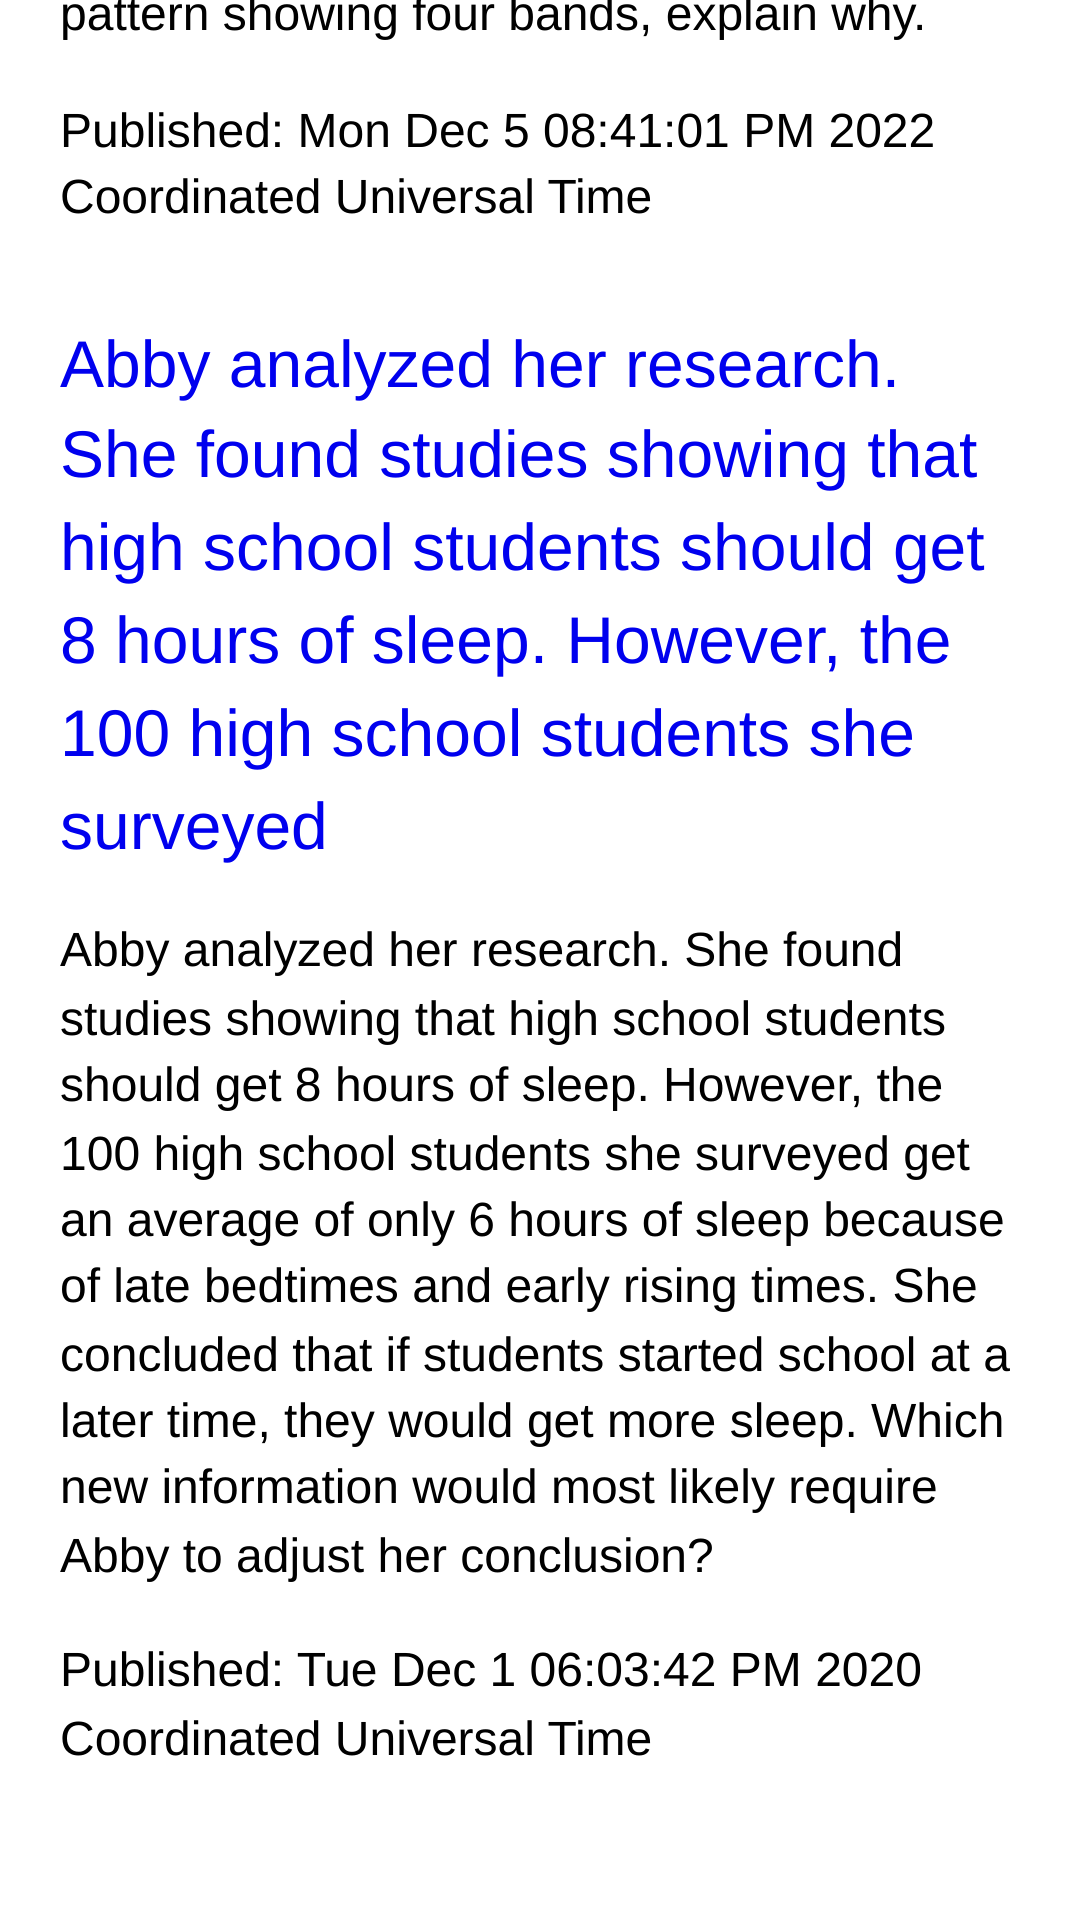 pattern showing four bands, explain why.
Published: Mon Dec 5 08:41:01 PM 2022
Coordinated Universal Time
Abby analyzed her research.
She found studies showing that
high school students should get
8 hours of sleep. However, the
100 high school students she
surveyed
Abby analyzed her research. She found
studies showing that high school students
should get 8 hours of sleep. However, the
100 high school students she surveyed get
an average of only 6 hours of sleep because
of late bedtimes and early rising times. She
concluded that if students started school at a
later time, they would get more sleep. Which
new information would most likely require
Abby to adjust her conclusion?
Published: Tue Dec 1 06:03:42 PM 2020
Coordinated Universal Time